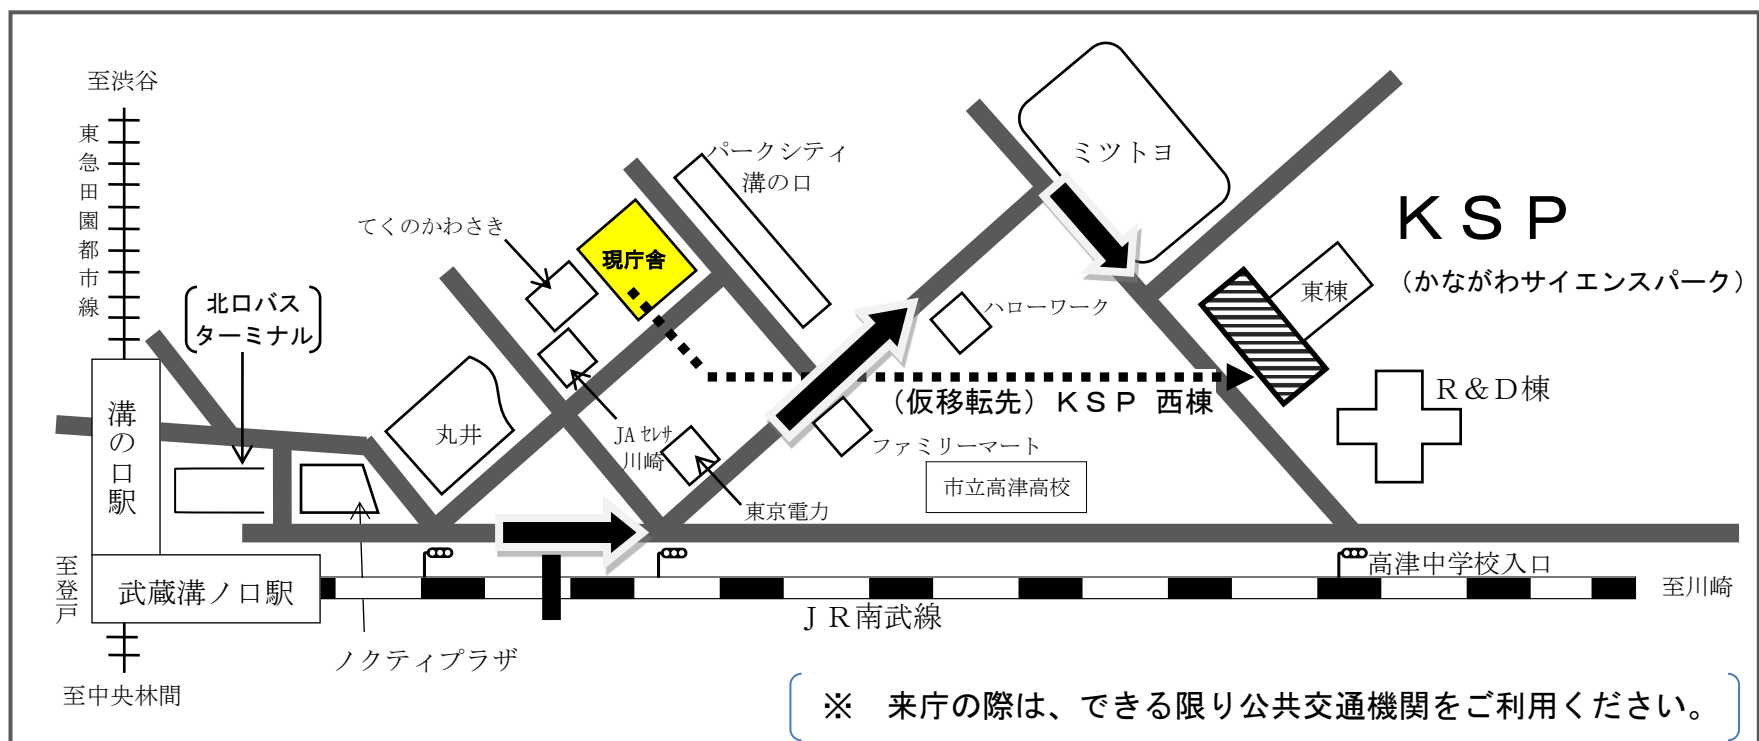 至渋谷
東急田園都市線
北口バス
ターミナル
溝の口駅
至登戸
武蔵溝ノ口駅
至中央林間
ノクティプラザ
丸井
てくのかわさき
現庁舎
パークシティ
溝の口
JA ｾﾚｻ
川崎
東京電力
ファミリーマート
市立高津高校
ハローワーク
ミツトヨ
ＫＳＰ
（かながわサイエンスパーク）
東棟
（仮移転先）ＫＳＰ 西棟
Ｒ＆Ｄ棟
高津中学校入口
ＪＲ南武線
至川崎
※　来庁の際は、できる限り公共交通機関をご利用ください。